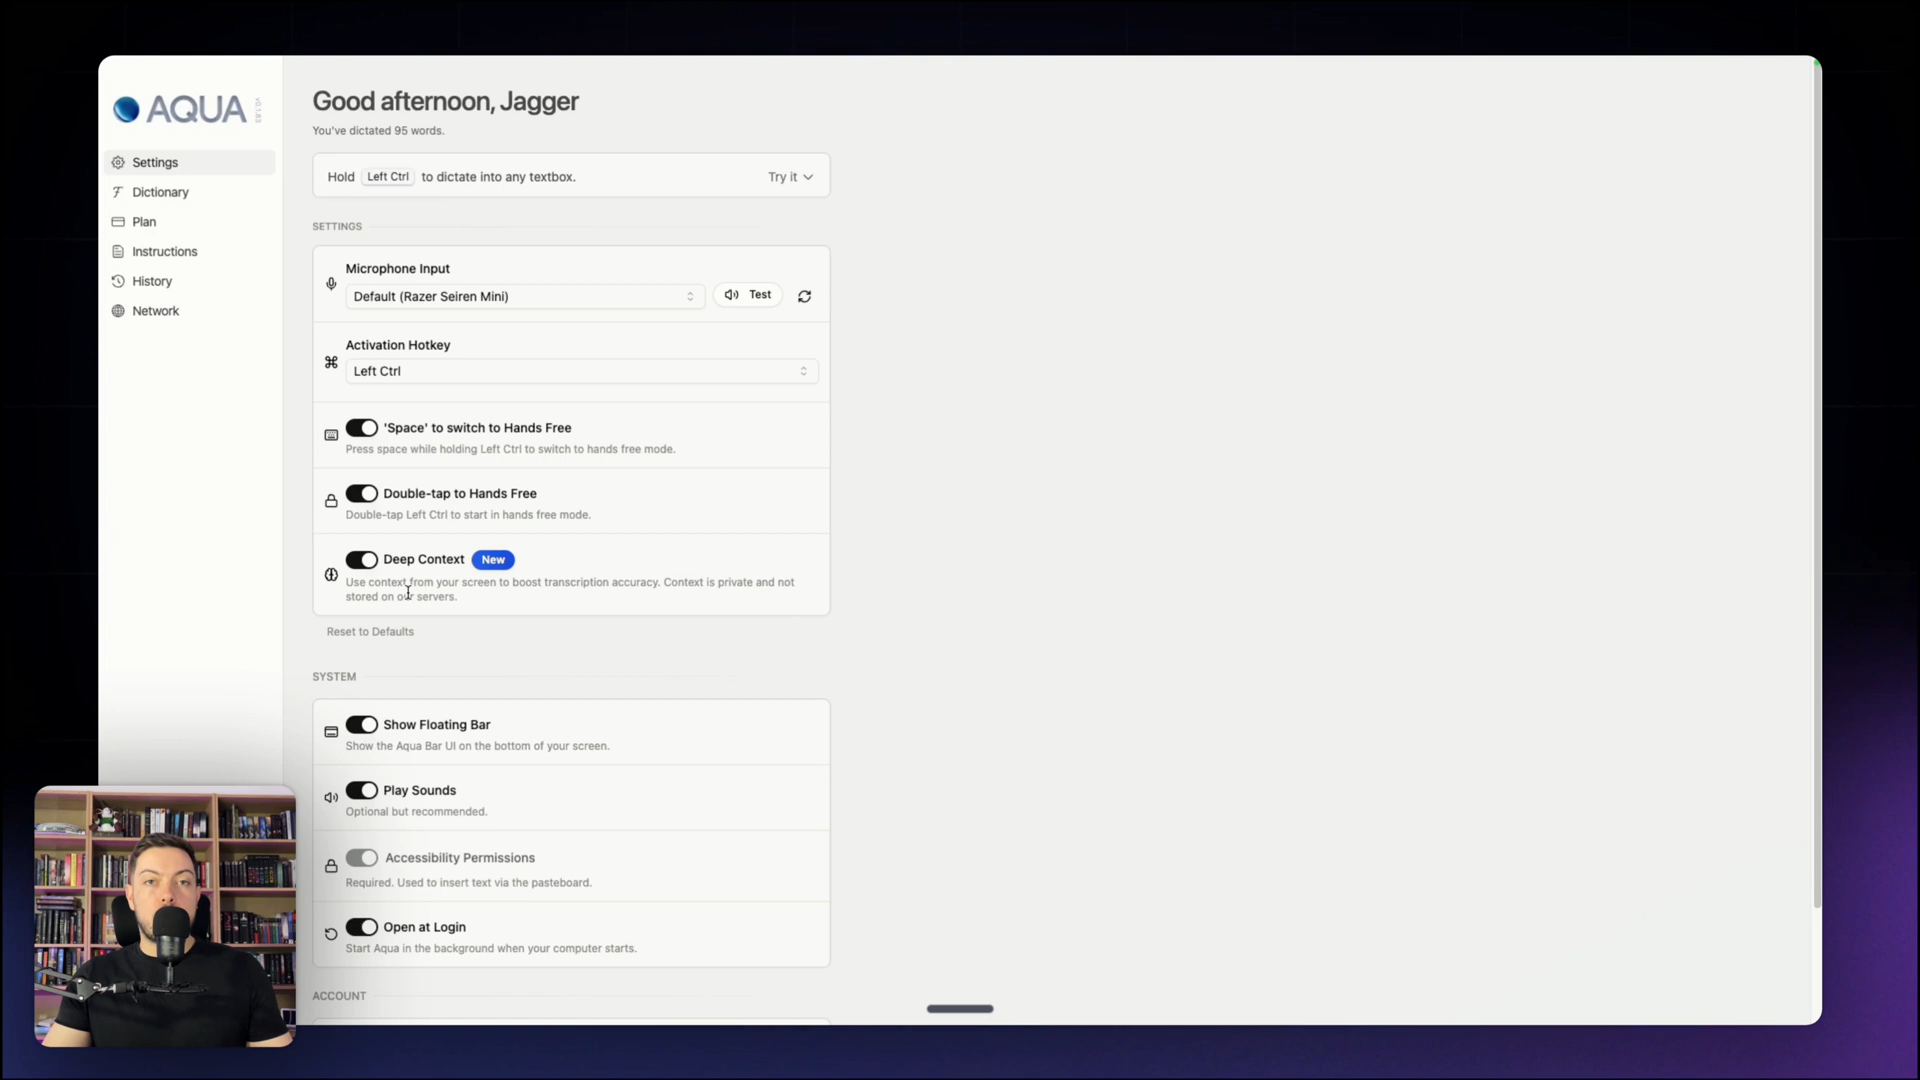 AQUA
Settings
Dictionary
Plan
Instructions
History
Network
Good afternoon, Jagger
You've dictated 95 words.
Hold Left Ctrl to dictate into any textbox.
Try it
SETTINGS
Microphone Input
Default (Razer Seiren Mini)
Test
Activation Hotkey
Left Ctrl
'Space' to switch to Hands Free
Press space while holding Left Ctrl to switch to hands free mode.
Double-tap to Hands Free
Double-tap Left Ctrl to start in hands free mode.
Deep Context New
Use context from your screen to boost transcription accuracy. Context is private and not
stored on our servers.
Reset to Defaults
SYSTEM
Show Floating Bar
Show the Aqua Bar UI on the bottom of your screen.
Play Sounds
Optional but recommended.
Accessibility Permissions
Required. Used to insert text via the pasteboard.
Open at Login
Start Aqua in the background when your computer starts.
ACCOUNT